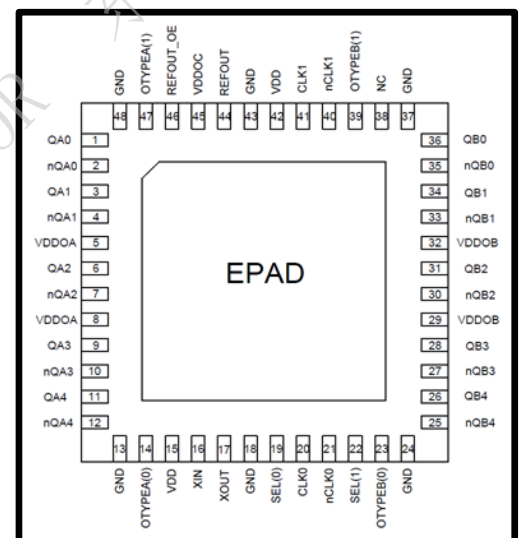 OR
GND OTYPEA(1) REFOUT_OE VDDOC REFOUT GND VDD CLK1 nCLK1 OTYPEB(1) NC GND
48 47 46 45 44 43 42 41 40 39 38 37
QA0 1 36 QB0
nQA0 2 35 nQB0
QA1 3 34 QB1
nQA1 4 33 nQB1
VDDOA 5 32 VDDOB
QA2 6 31 QB2
EPAD
nQA2 7 30 nQB2
VDDOA 8 29 VDDOB
QA3 9 28 QB3
nQA3 10 27 nQB3
QA4 11 26 QB4
nQA4 12 25 nQB4
13 14 15 16 17 18 19 20 21 22 23 24
GND OTYPEA(0) VDD XIN XOUT GND SEL(0) CLK0 nCLK0 SEL(1) OTYPEB(0) GND